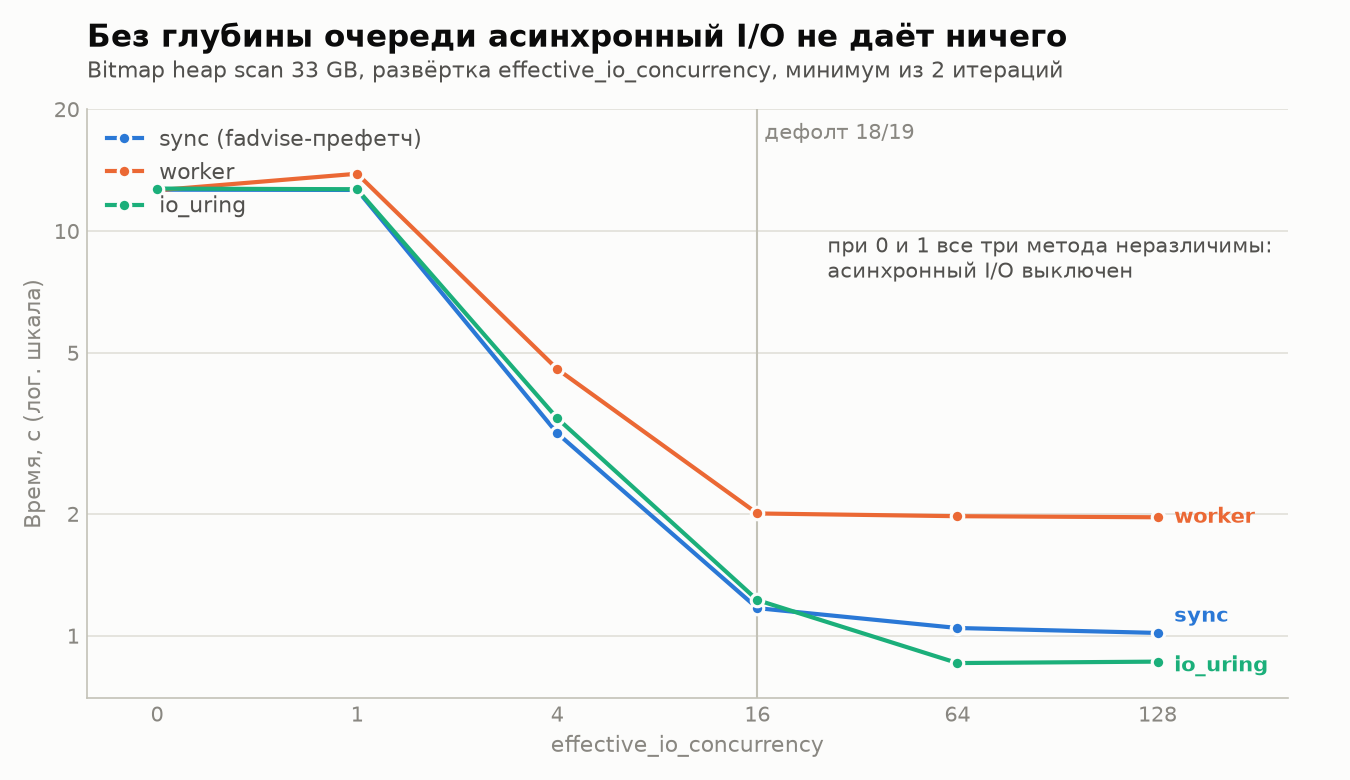 Без глубины очереди асинхронный I/O не даёт ничего
Bitmap heap scan 33 GB, развёртка effective_io_concurrency, минимум из 2 итераций
20
10
5
2
1
Время, с (лог. шкала)
sync (fadvise-префетч)
worker
io_uring
дефолт 18/19
при 0 и 1 все три метода неразличимы:
асинхронный I/O выключен
worker
sync
io_uring
0 1 4 16 64 128
effective_io_concurrency